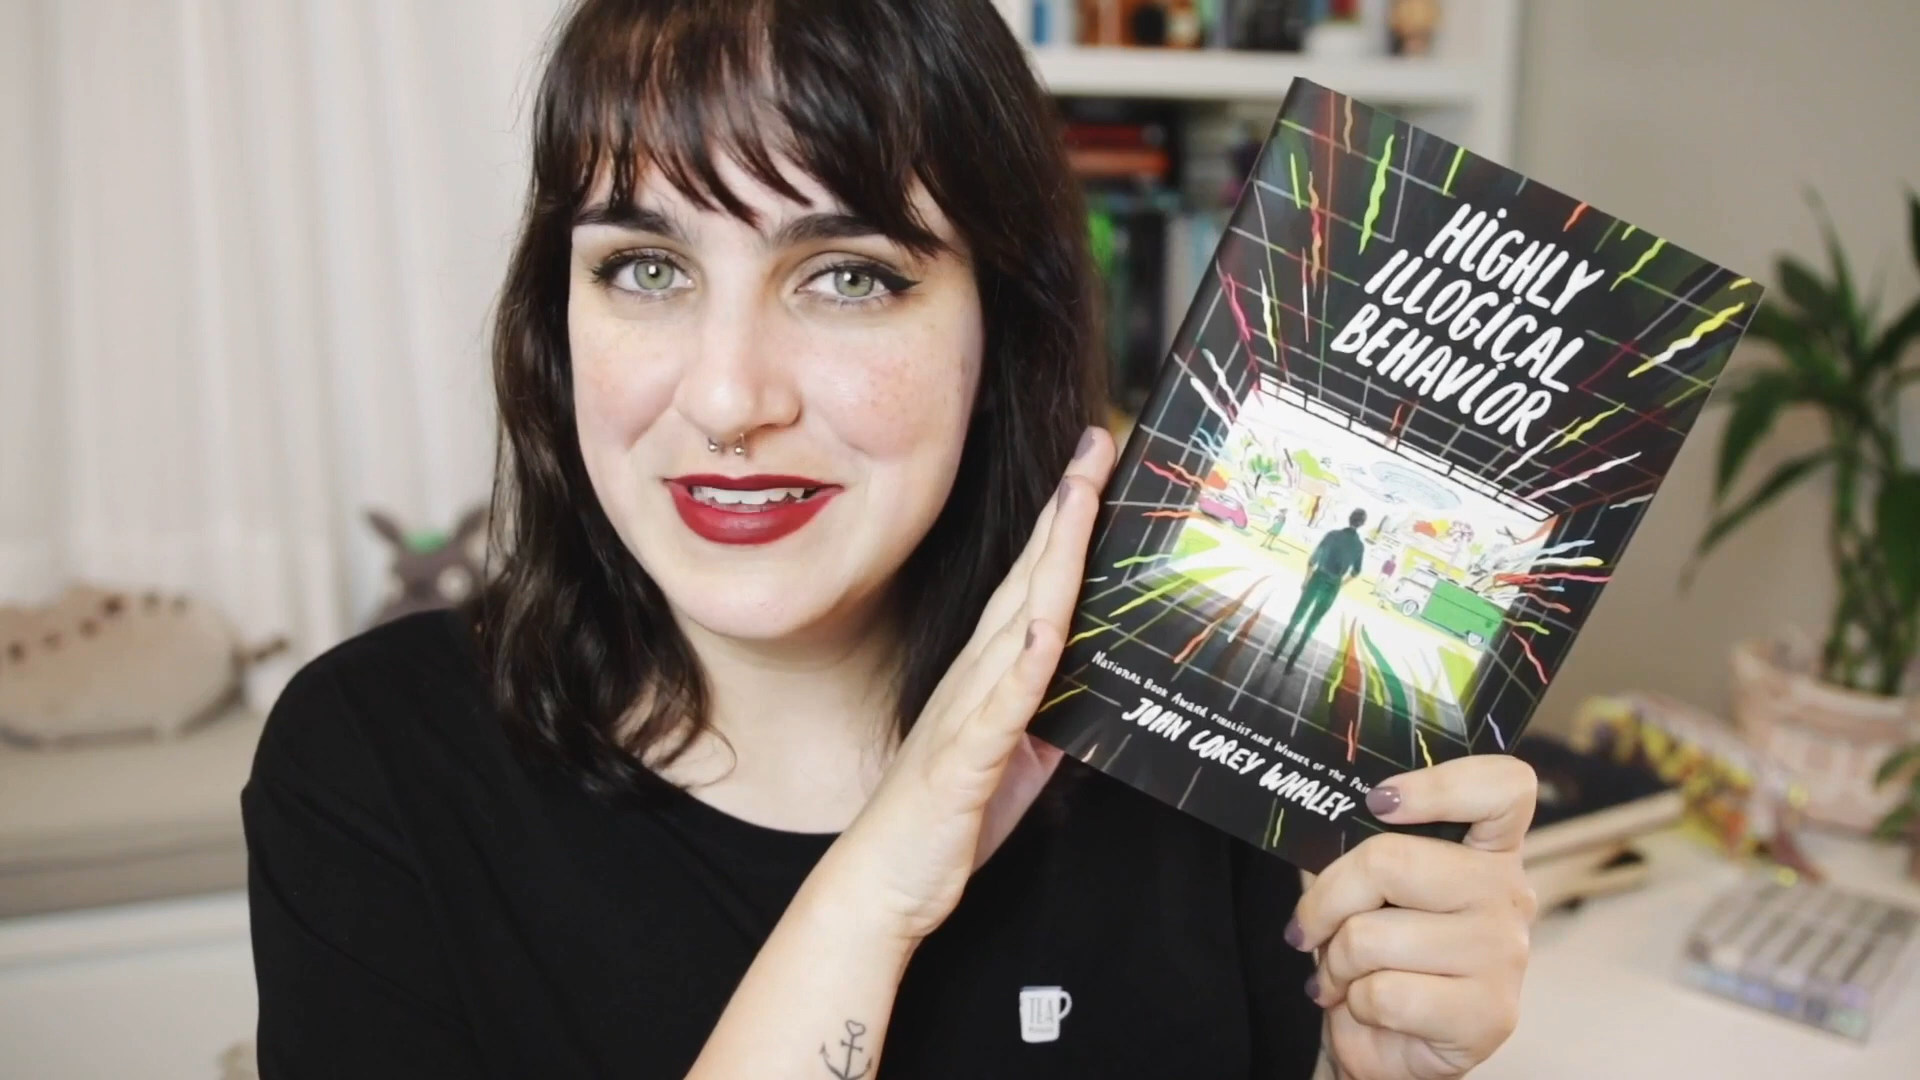 HIGHLY
ILLOGICAL
BEHAVIOR
NATIONAL BOOK AWARD FINALIST AND WINNER OF THE
JOHN COREY WHALEY
TEA